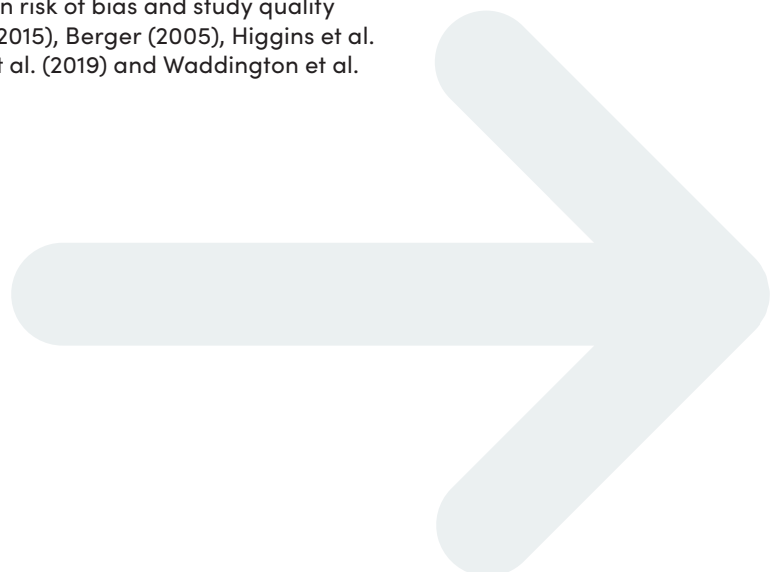 n risk of bias and study quality
2015), Berger (2005), Higgins et al.
t al. (2019) and Waddington et al.